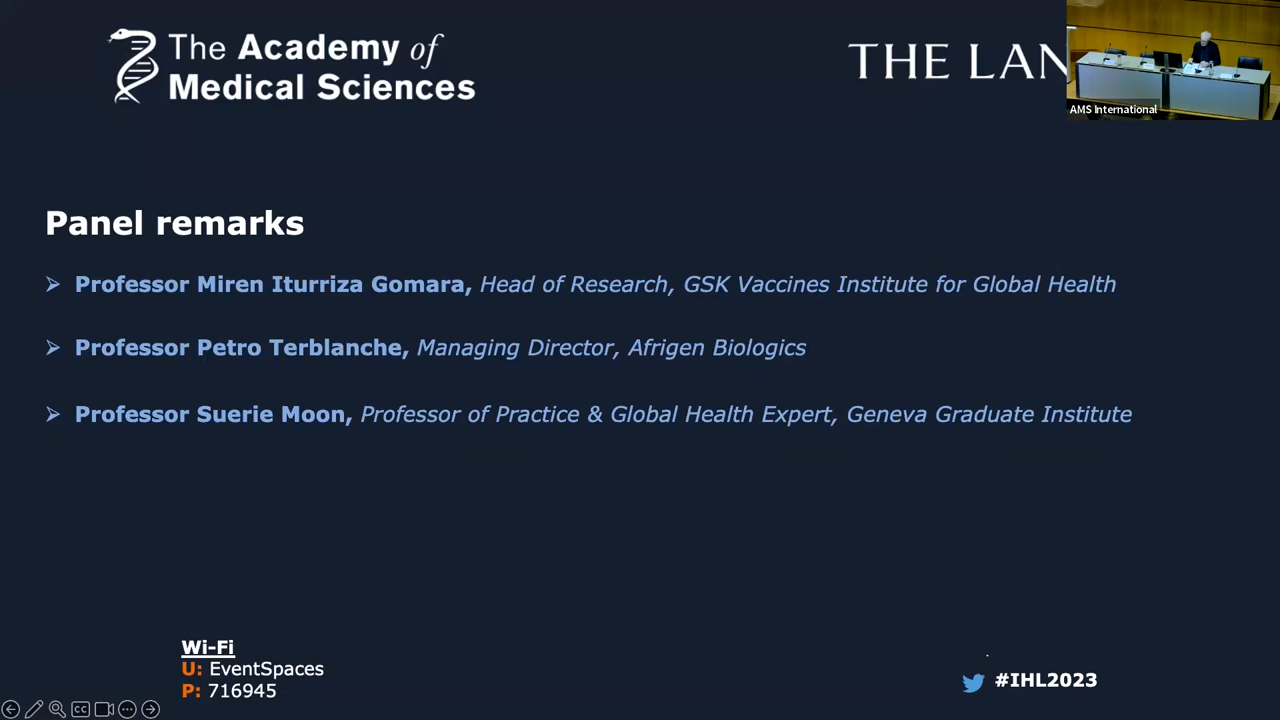 The Academy of
Medical Sciences
THE LAN
AMS International
Panel remarks
Professor Miren Iturriza Gomara, Head of Research, GSK Vaccines Institute for Global Health
Professor Petro Terblanche, Managing Director, Afrigen Biologics
Professor Suerie Moon, Professor of Practice & Global Health Expert, Geneva Graduate Institute
Wi-Fi
U: EventSpaces
P: 716945
#IHL2023
CC